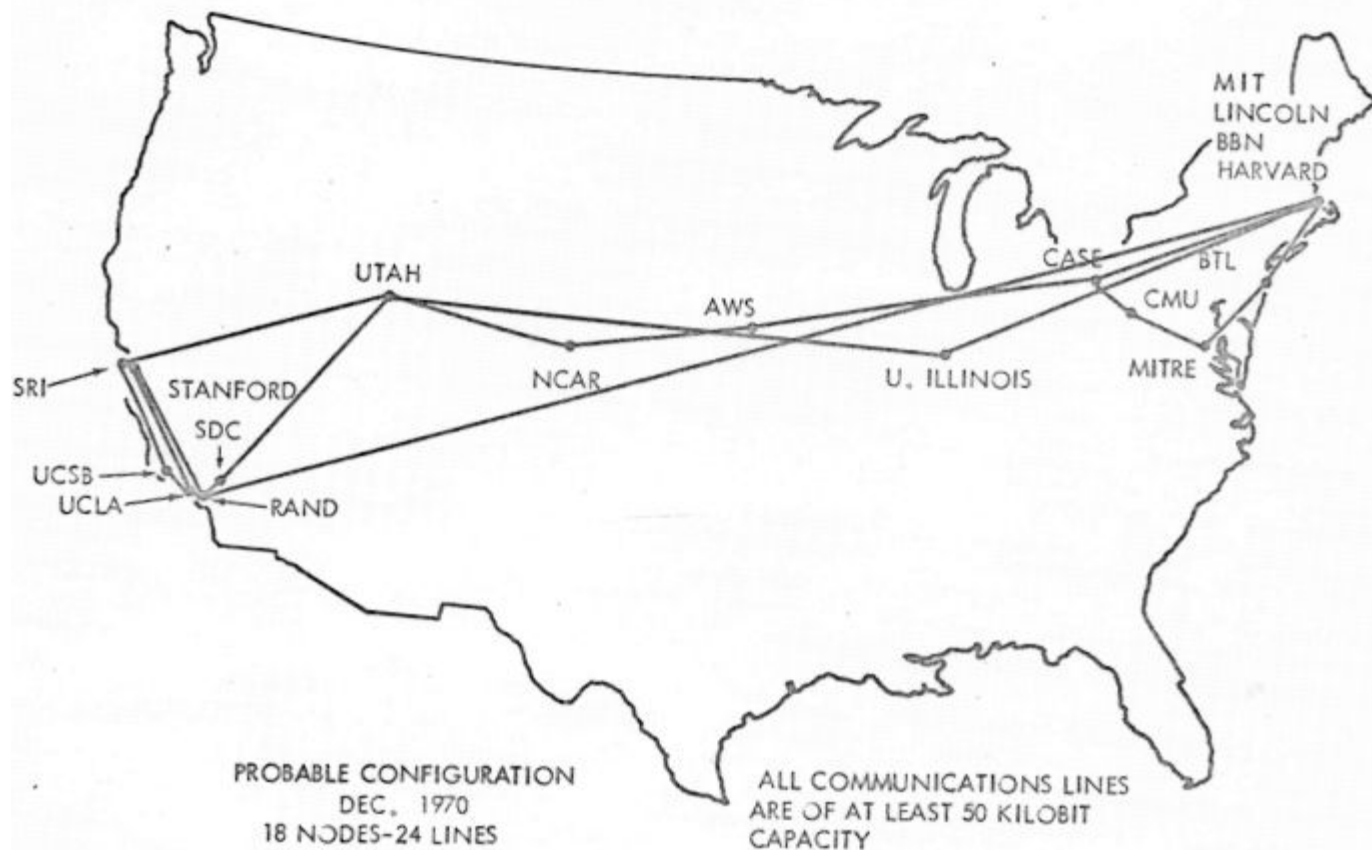 MIT
LINCOLN
BBN
HARVARD
CASE
BTL
UTAH
AWS
CMU
SRI
STANFORD
NCAR
U. ILLINOIS
MITRE
SDC
UCSB
UCLA
RAND
PROBABLE CONFIGURATION
DEC. 1970
18 NODES-24 LINES
ALL COMMUNICATIONS LINES
ARE OF AT LEAST 50 KILOBIT
CAPACITY